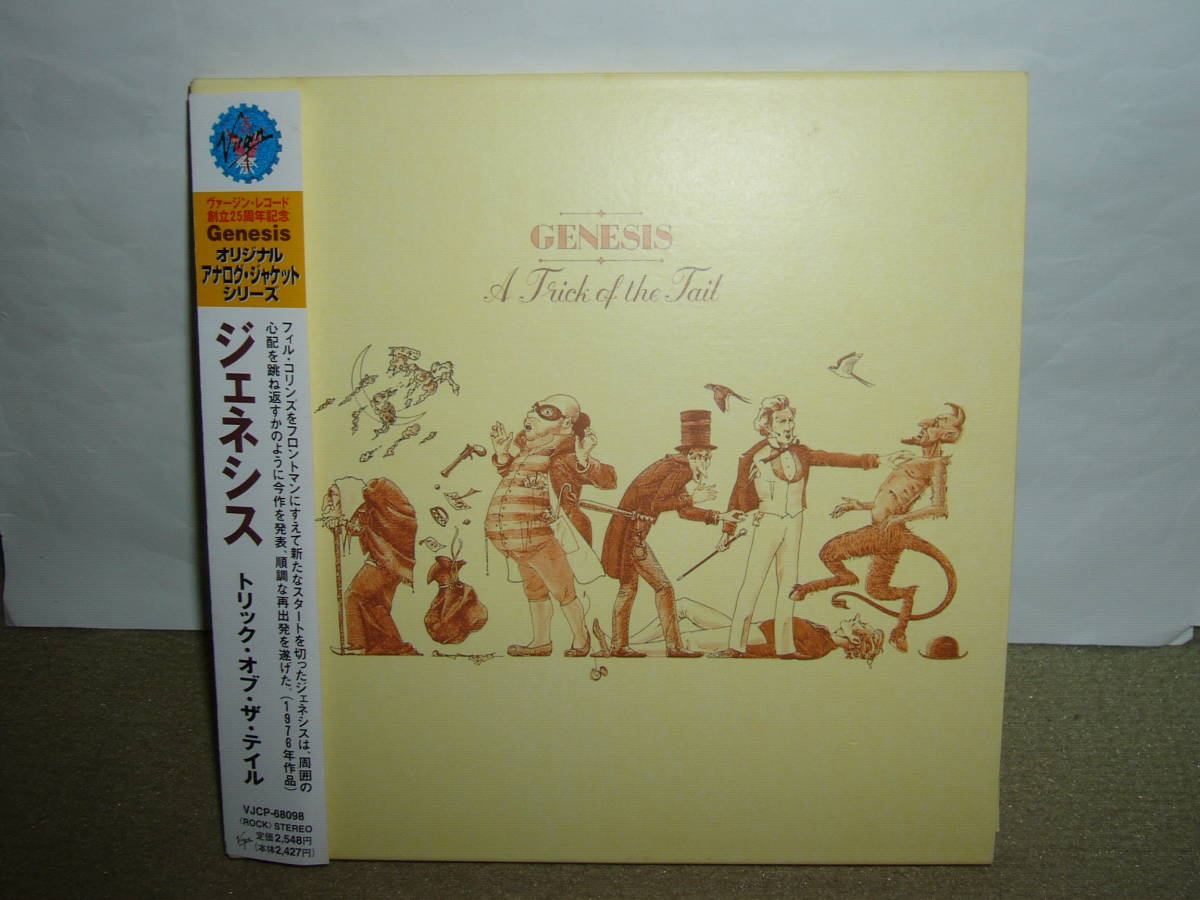 Virgin
ヴァージン・レコード
創立25周年記念
Genesis
オリジナル
アナログ・ジャケット
シリーズ
ジェネシス
トリック・オブ・ザ・テイル
フィル・コリンズをフロントマンにすえて新たなスタートを切ったジェネシスは、周囲の
心配を跳ね返すかのように今作を発表、順調な再出発を遂げた。(1976年作品)
VJCP-68098
〈ROCK〉STEREO
Virgin
定価2,548円
(本体2,427円)
GENESIS
A Trick of the Tail